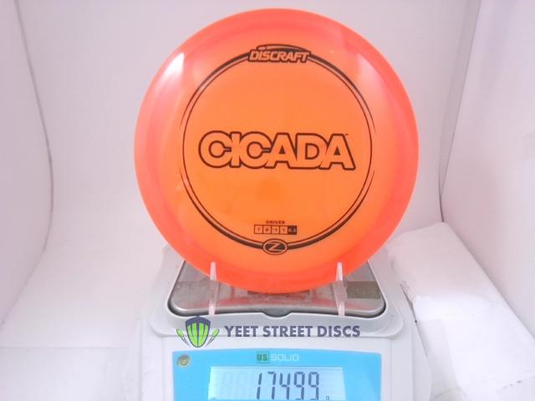 DISCRAFT
CICADA
DRIVER
Z
YEET STREET DISCS
US SOLID
174.99
g